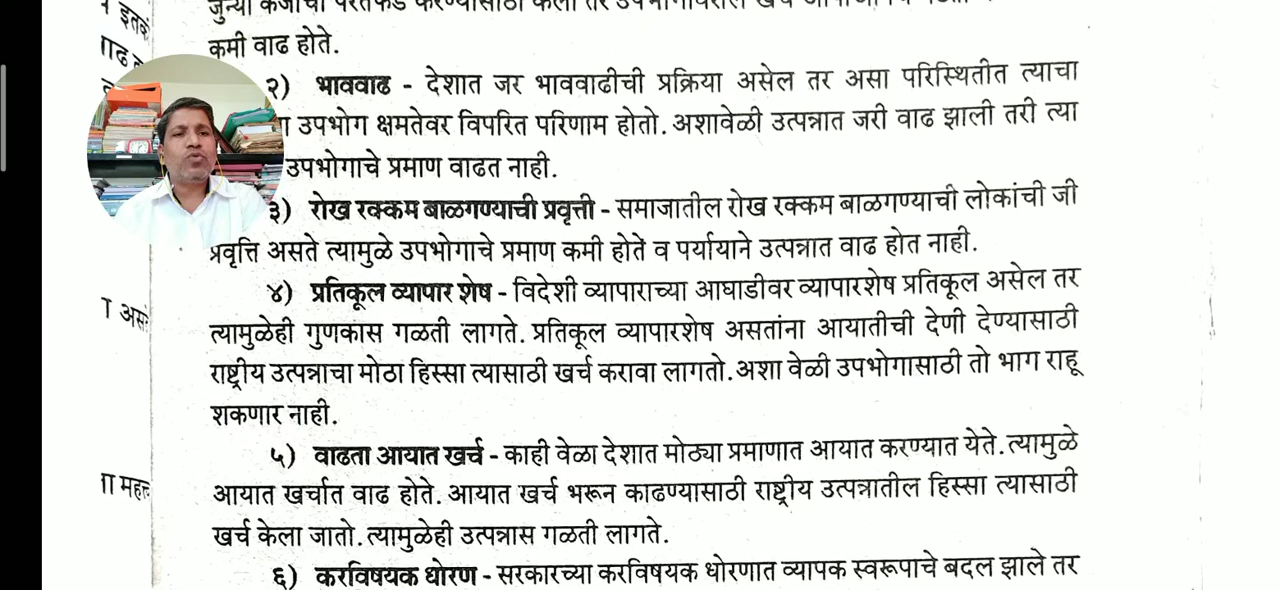 इतके
जुन्या कर्जाची परतफेड करण्यासाठी केला तर उपभोगावरील खर्च
कमी वाढ होते.
२) भाववाढ - देशात जर भाववाढीची प्रक्रिया असेल तर असा परिस्थितीत त्याचा
उपभोग क्षमतेवर विपरित परिणाम होतो. अशावेळी उत्पन्नात जरी वाढ झाली तरी त्या
उपभोगाचे प्रमाण वाढत नाही.
३) रोख रक्कम बाळगण्याची प्रवृत्ती - समाजातील रोख रक्कम बाळगण्याची लोकांची जी
प्रवृत्ति असते त्यामुळे उपभोगाचे प्रमाण कमी होते व पर्यायाने उत्पन्नात वाढ होत नाही.
४) प्रतिकूल व्यापार शेष - विदेशी व्यापाराच्या आघाडीवर व्यापारशेष प्रतिकूल असेल तर
त्यामुळेही गुणकास गळती लागते. प्रतिकूल व्यापारशेष असतांना आयातीची देणी देण्यासाठी
राष्ट्रीय उत्पन्नाचा मोठा हिस्सा त्यासाठी खर्च करावा लागतो. अशा वेळी उपभोगासाठी तो भाग राहू
शकणार नाही.
५) वाढता आयात खर्च - काही वेळा देशात मोठ्या प्रमाणात आयात करण्यात येते. त्यामुळे
आयात खर्चात वाढ होते. आयात खर्च भरून काढण्यासाठी राष्ट्रीय उत्पन्नातील हिस्सा त्यासाठी
खर्च केला जातो. त्यामुळेही उत्पन्नास गळती लागते.
६) करविषयक धोरण - सरकारच्या करविषयक धोरणात व्यापक स्वरूपाचे बदल झाले तर